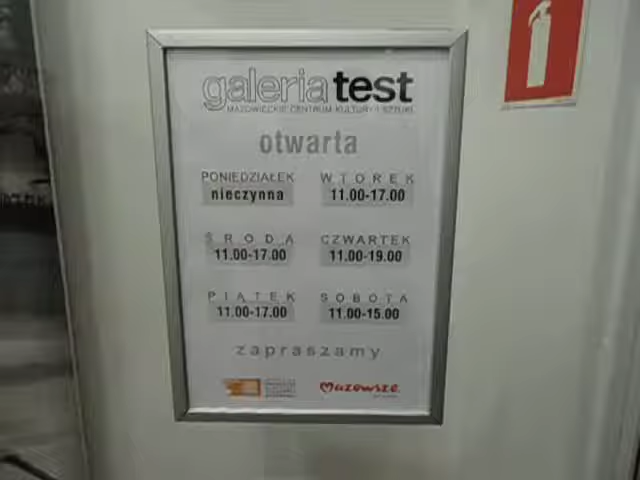 galeria test
MAZOWIECKIE CENTRUM KULTURY I SZTUKI
otwarta
PONIEDZIAŁEK WTOREK
nieczynna 11.00-17.00
ŚRODA CZWARTEK
11.00-17.00 11.00-19.00
PIĄTEK SOBOTA
11.00-17.00 11.00-15.00
zapraszamy
Mazowsze.